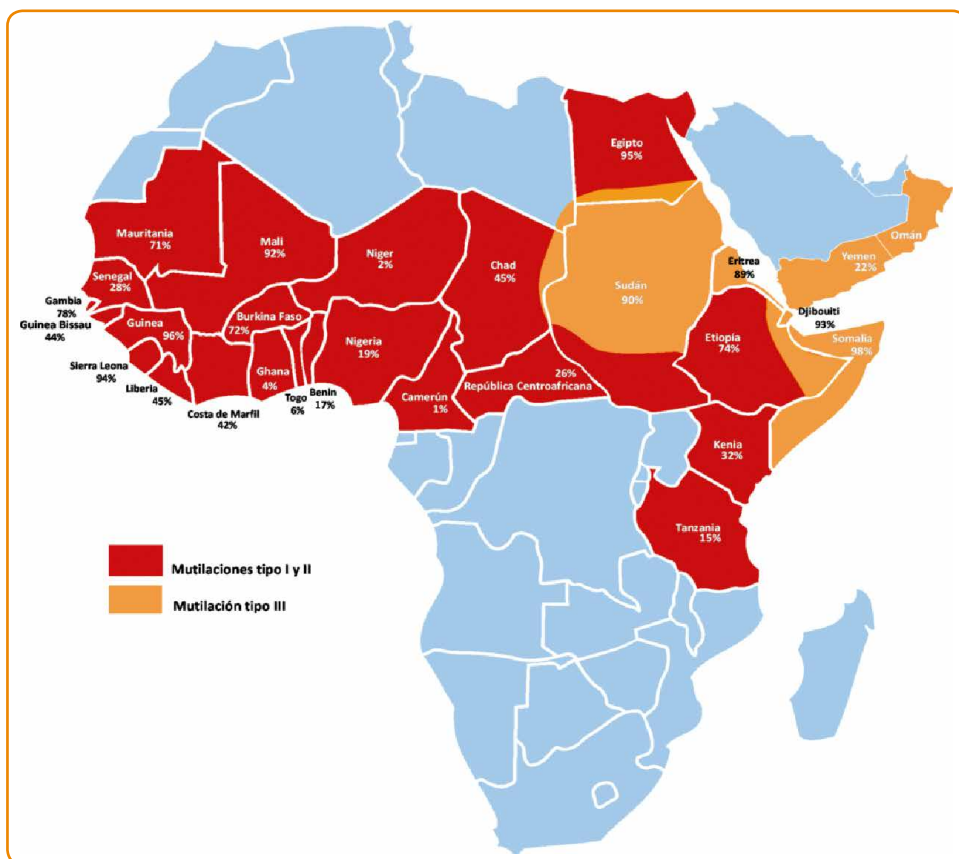 Egipto
95%
Mauritania
71%
Mali
92%
Niger
2%
Chad
45%
Sudán
90%
Eritrea
89%
Yemen
22%
Omán
Senegal
28%
Gambia
78%
Guinea Bissau
44%
Guinea
96%
Burkina Faso
72%
Nigeria
19%
Etiopía
74%
Djibouiti
93%
Somalia
98%
Sierra Leona
94%
Liberia
45%
Costa de Marfil
42%
Ghana
4%
Togo
6%
Benin
17%
Camerún
1%
26%
República Centroafricana
Kenia
32%
Tanzania
15%
Mutilaciones tipo I y II
Mutilación tipo III